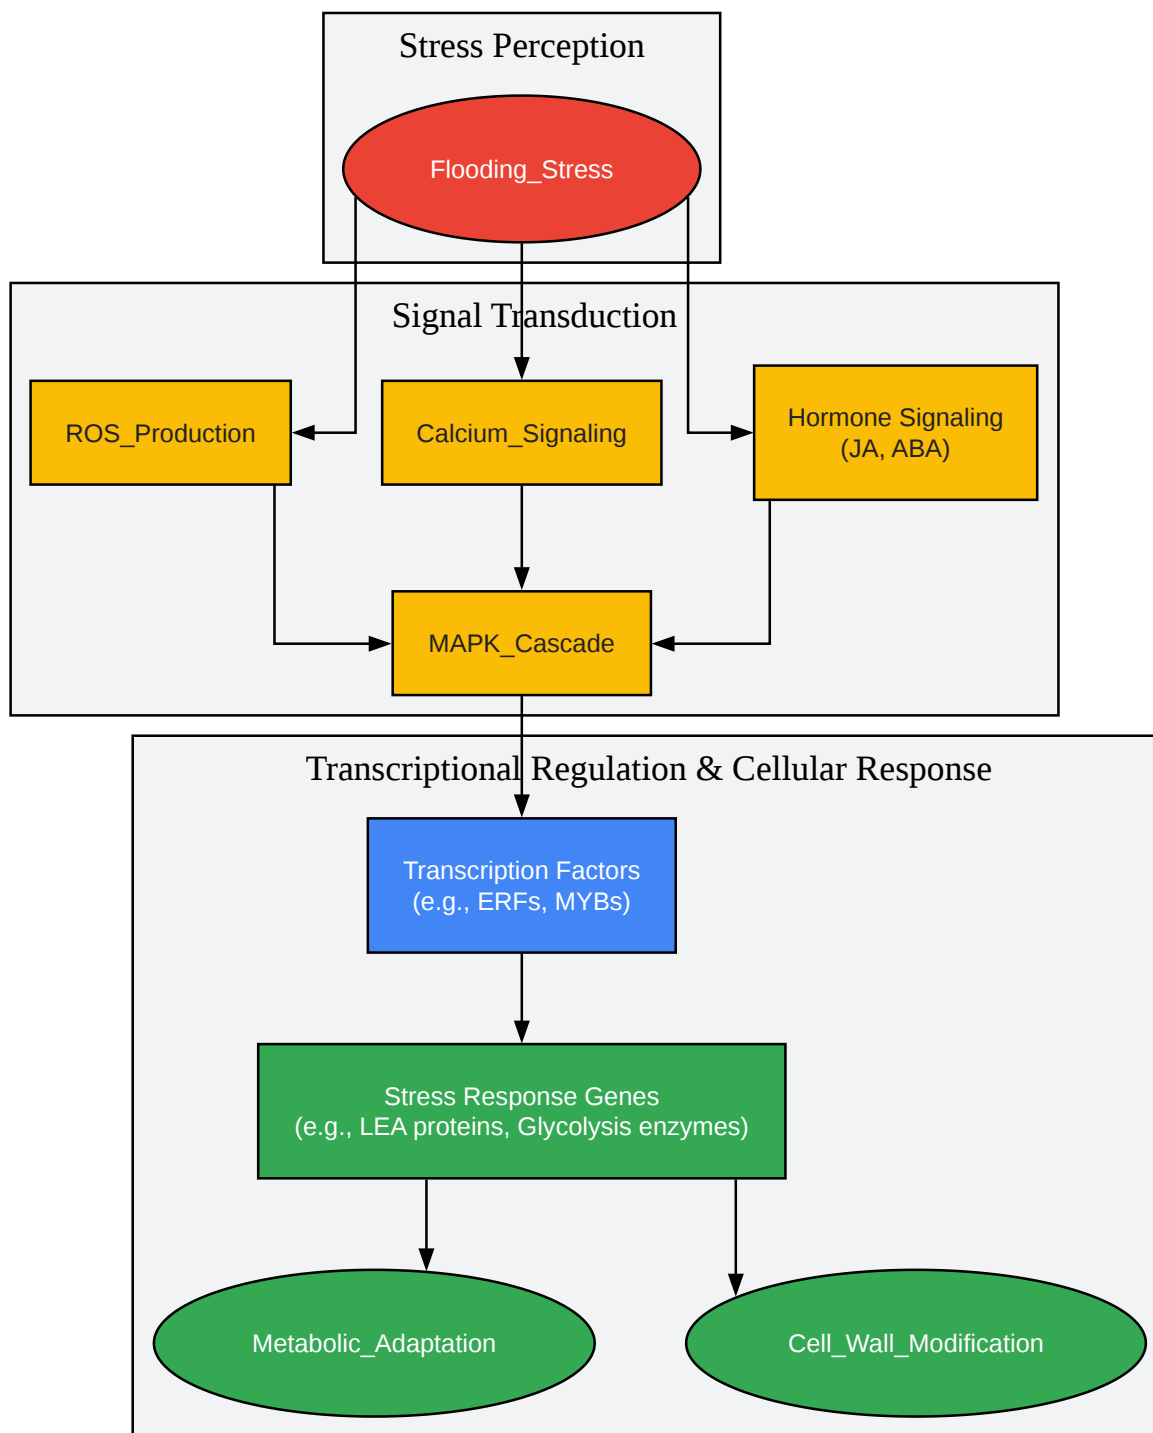 Stress Perception
Flooding_Stress
Signal Transduction
ROS_Production
Calcium_Signaling
Hormone Signaling
(JA, ABA)
MAPK_Cascade
Transcriptional Regulation & Cellular Response
Transcription Factors
(e.g., ERFs, MYBs)
Stress Response Genes
(e.g., LEA proteins, Glycolysis enzymes)
Metabolic_Adaptation
Cell_Wall_Modification